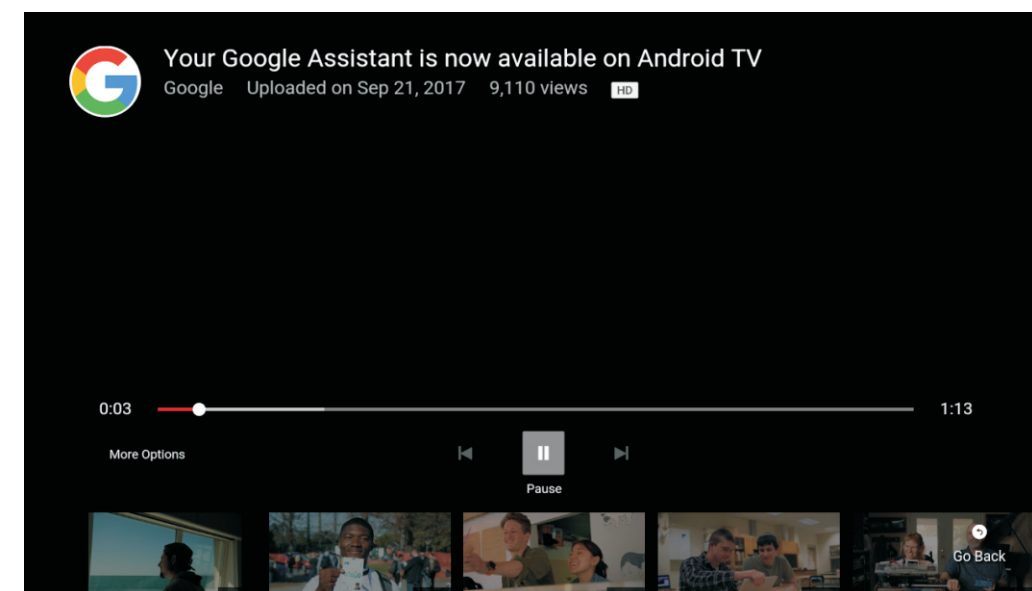 Your Google Assistant is now available on Android TV
Google Uploaded on Sep 21, 2017 9,110 views HD
0:03 1:13
More Options
Pause
Go Back